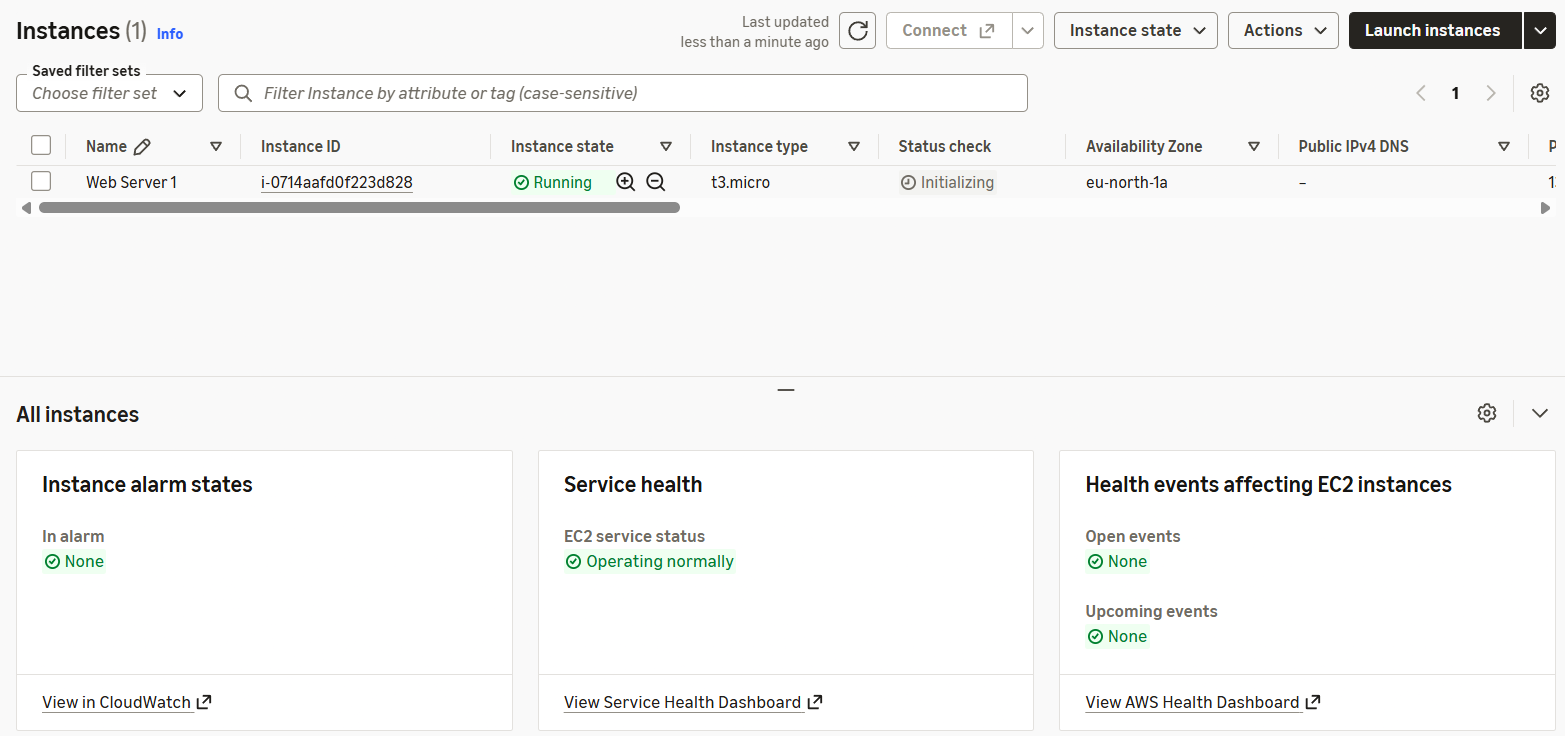 Instances (1) Info
Last updated
less than a minute ago
Connect
Instance state
Actions
Launch instances
Saved filter sets
Choose filter set
Filter Instance by attribute or tag (case-sensitive)
1
Name
Instance ID
Instance state
Instance type
Status check
Availability Zone
Public IPv4 DNS
Web Server 1
i-0714aafd0f223d828
Running
t3.micro
Initializing
eu-north-1a
–
All instances
Instance alarm states
In alarm
None
View in CloudWatch
Service health
EC2 service status
Operating normally
View Service Health Dashboard
Health events affecting EC2 instances
Open events
None
Upcoming events
None
View AWS Health Dashboard